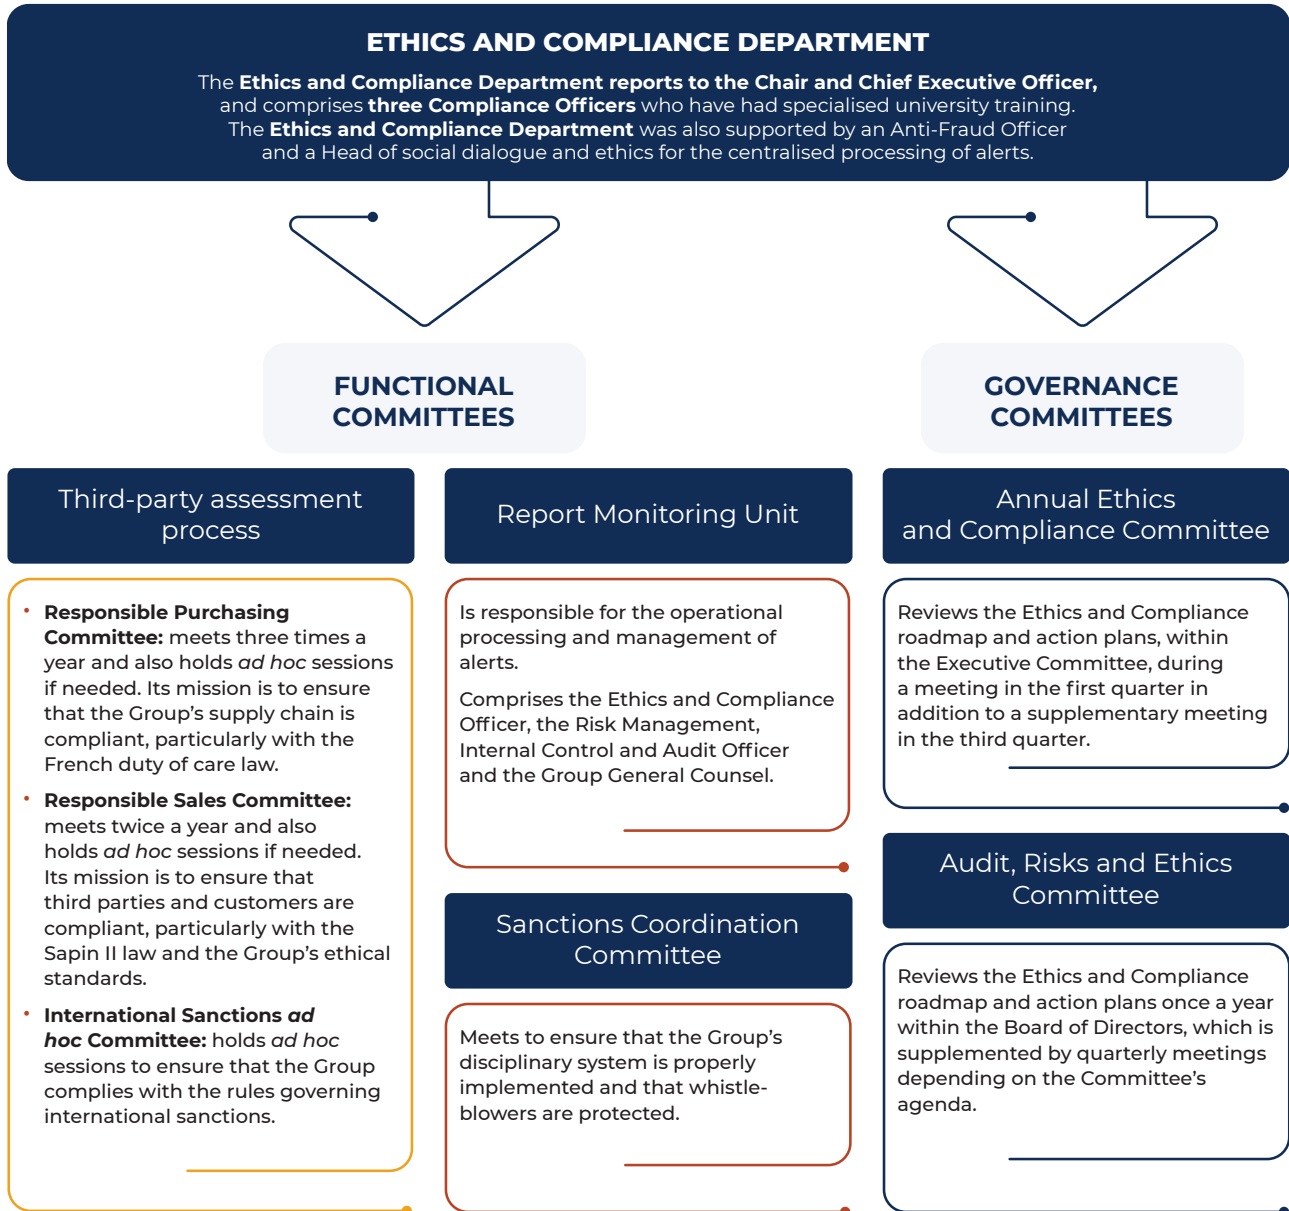 ETHICS AND COMPLIANCE DEPARTMENT
The Ethics and Compliance Department reports to the Chair and Chief Executive Officer,
and comprises three Compliance Officers who have had specialised university training.
The Ethics and Compliance Department was also supported by an Anti-Fraud Officer
and a Head of social dialogue and ethics for the centralised processing of alerts.
FUNCTIONAL
COMMITTEES
GOVERNANCE
COMMITTEES
Third-party assessment
process
• Responsible Purchasing
Committee: meets three times a
year and also holds ad hoc sessions
if needed. Its mission is to ensure
that the Group's supply chain is
compliant, particularly with the
French duty of care law.
• Responsible Sales Committee:
meets twice a year and also
holds ad hoc sessions if needed.
Its mission is to ensure that
third parties and customers are
compliant, particularly with the
Sapin II law and the Group's ethical
standards.
• International Sanctions ad
hoc Committee: holds ad hoc
sessions to ensure that the Group
complies with the rules governing
international sanctions.
Report Monitoring Unit
Is responsible for the operational
processing and management of
alerts.
Comprises the Ethics and Compliance
Officer, the Risk Management,
Internal Control and Audit Officer
and the Group General Counsel.
Sanctions Coordination
Committee
Meets to ensure that the Group's
disciplinary system is properly
implemented and that whistle-
blowers are protected.
Annual Ethics
and Compliance Committee
Reviews the Ethics and Compliance
roadmap and action plans, within
the Executive Committee, during
a meeting in the first quarter in
addition to a supplementary meeting
in the third quarter.
Audit, Risks and Ethics
Committee
Reviews the Ethics and Compliance
roadmap and action plans once a year
within the Board of Directors, which is
supplemented by quarterly meetings
depending on the Committee's
agenda.